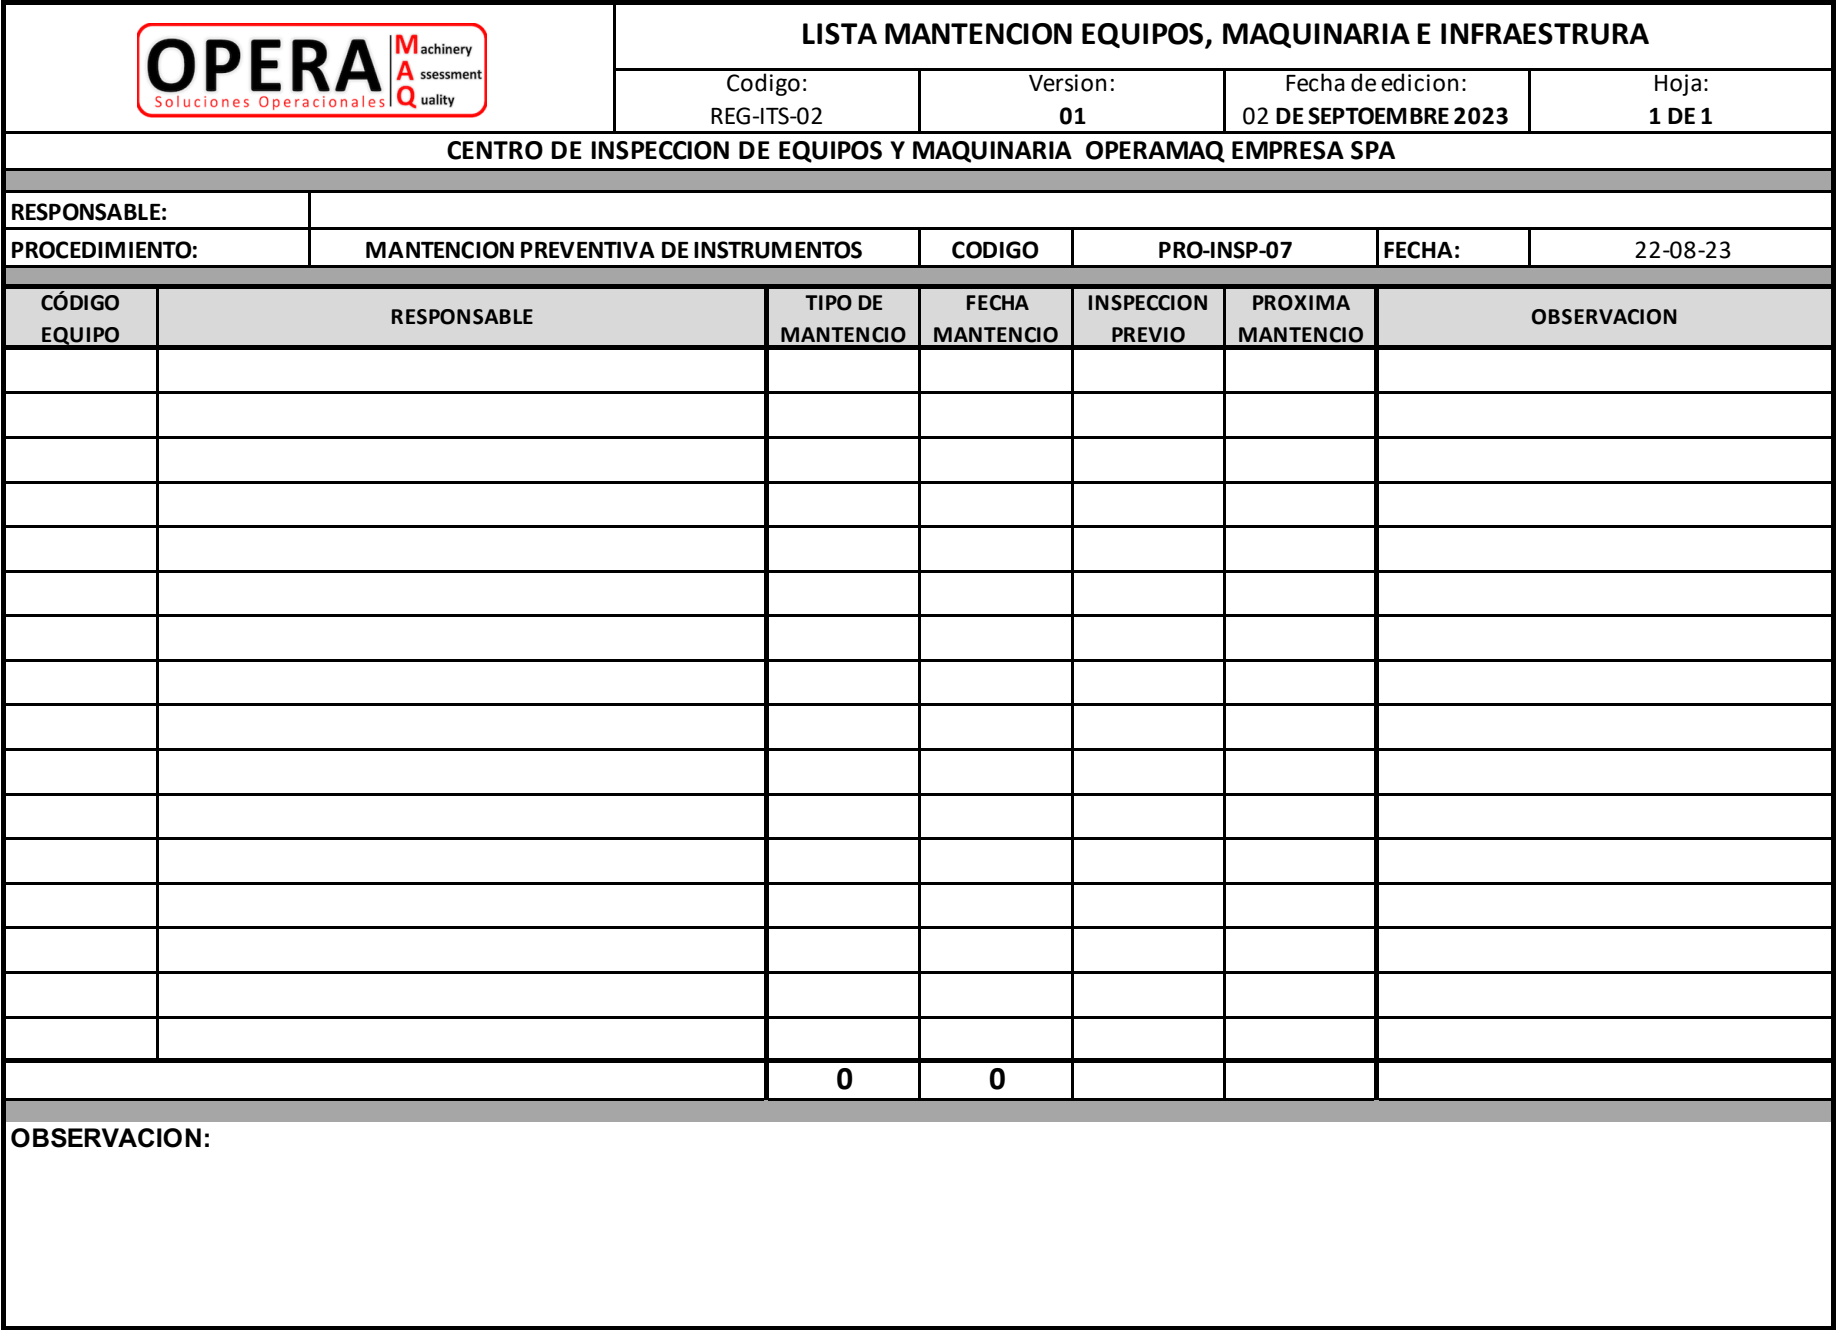 OPERA Machinery
Assessment
Quality
Soluciones Operacionales
LISTA MANTENCION EQUIPOS, MAQUINARIA E INFRAESTRURA
Codigo: Version: Fecha de edicion: Hoja:
REG-ITS-02 01 02 DE SEPTOEMBRE 2023 1 DE 1
CENTRO DE INSPECCION DE EQUIPOS Y MAQUINARIA OPERAMAQ EMPRESA SPA
RESPONSABLE:
PROCEDIMIENTO: MANTENCION PREVENTIVA DE INSTRUMENTOS CODIGO PRO-INSP-07 FECHA: 22-08-23
CÓDIGO EQUIPO RESPONSABLE TIPO DE MANTENCIO FECHA MANTENCIO INSPECCION PREVIO PROXIMA MANTENCIO OBSERVACION
0 0
OBSERVACION: